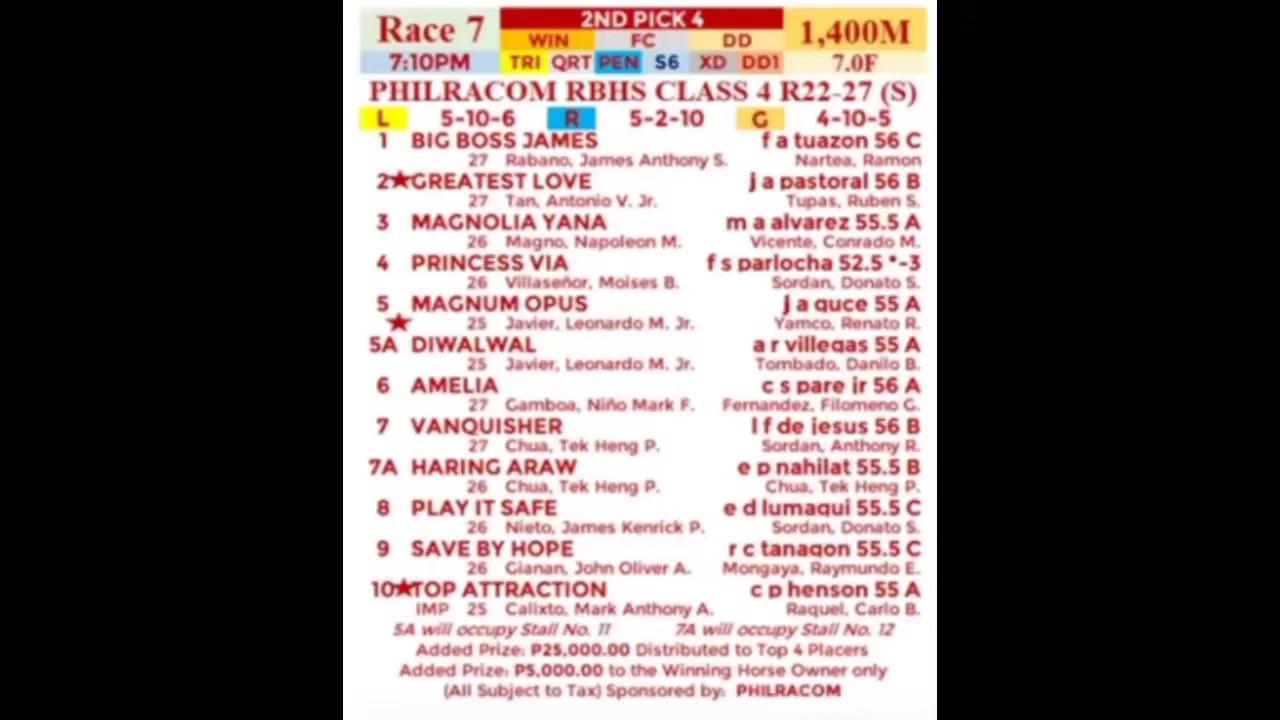 Race 7
2ND PICK 4
1,400M
WIN FC DD
7:10PM TRI QRT PEN S6 XD DD1 7.0F
PHILRACOM RBHS CLASS 4 R22-27 (S)
L 5-10-6 R 5-2-10 G 4-10-5
1 BIG BOSS JAMES f a tuazon 56 C
27 Rabano, James Anthony S. Nartea, Ramon
2★GREATEST LOVE j a pastoral 56 B
27 Tan, Antonio V. Jr. Tupas, Ruben S.
3 MAGNOLIA YANA m a alvarez 55.5 A
26 Magno, Napoleon M. Vicente, Conrado M.
4 PRINCESS VIA f s parlocha 52.5 *-3
26 Villaseñor, Moises B. Sordan, Donato S.
5 MAGNUM OPUS j a guce 55 A
★ 25 Javier, Leonardo M. Jr. Yamco, Renato R.
5A DIWALWAL a r villegas 55 A
25 Javier, Leonardo M. Jr. Tombado, Danilo B.
6 AMELIA c s pare jr 56 A
27 Gamboa, Niño Mark F. Fernandez, Filomeno G.
7 VANQUISHER l f de jesus 56 B
27 Chua, Tek Heng P. Sordan, Anthony R.
7A HARING ARAW e p nahilat 55.5 B
26 Chua, Tek Heng P. Chua, Tek Heng P.
8 PLAY IT SAFE e d lumagui 55.5 C
26 Nieto, James Kenrick P. Sordan, Donato S.
9 SAVE BY HOPE r c tanagon 55.5 C
26 Gianan, John Oliver A. Mongaya, Raymundo E.
10★TOP ATTRACTION c p henson 55 A
IMP 25 Calixto, Mark Anthony A. Raquel, Carlo B.
5A will occupy Stall No. 11 7A will occupy Stall No. 12
Added Prize: P25,000.00 Distributed to Top 4 Placers
Added Prize: P5,000.00 to the Winning Horse Owner only
(All Subject to Tax) Sponsored by: PHILRACOM